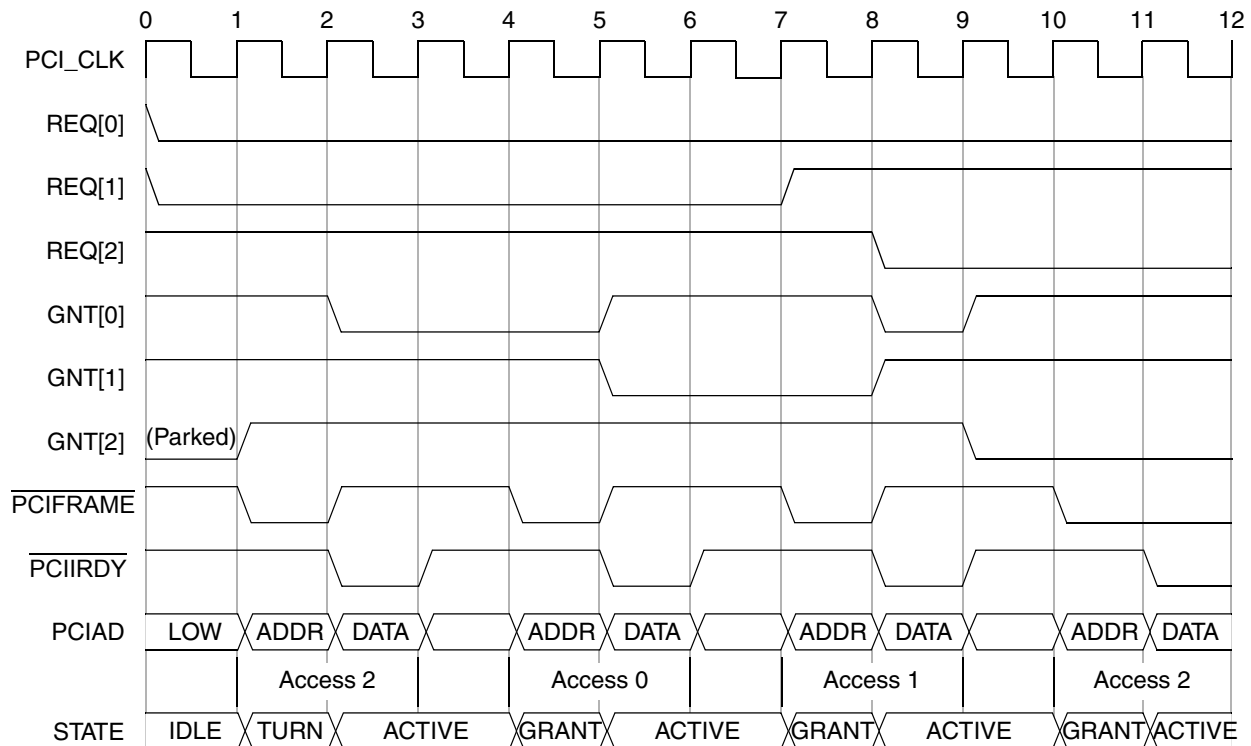 0 1 2 3 4 5 6 7 8 9 10 11 12
PCI_CLK
REQ[0]
REQ[1]
REQ[2]
GNT[0]
GNT[1]
GNT[2] (Parked)
PCIFRAME
PCIIRDY
PCIAD LOW ADDR DATA ADDR DATA ADDR DATA ADDR DATA
Access 2 Access 0 Access 1 Access 2
STATE IDLE TURN ACTIVE GRANT ACTIVE GRANT ACTIVE GRANT ACTIVE